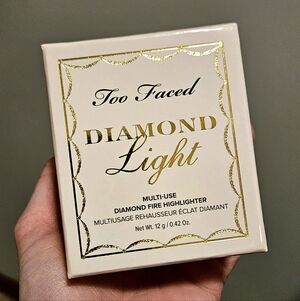 Too Faced
DIAMOND
Light
MULTI-USE
DIAMOND FIRE HIGHLIGHTER
MULTIUSAGE REHAUSSEUR ÉCLAT DIAMANT
Net Wt. 12 g / 0.42 Oz.